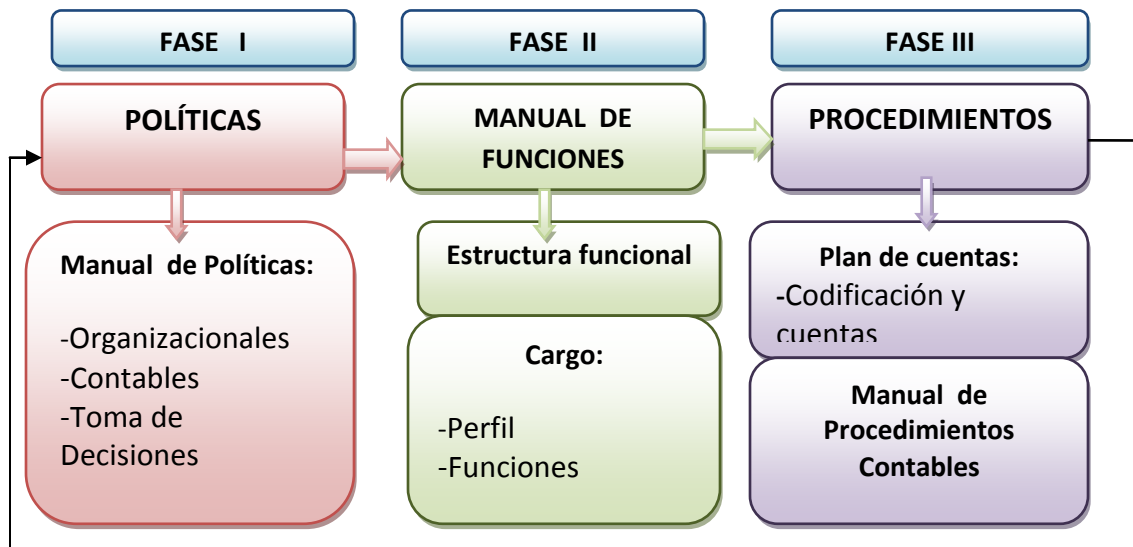 FASE I
FASE II
FASE III
POLÍTICAS
MANUAL DE
FUNCIONES
PROCEDIMIENTOS
Manual de Políticas:
-Organizacionales
-Contables
-Toma de
Decisiones
Estructura funcional
Cargo:
-Perfil
-Funciones
Plan de cuentas:
-Codificación y
cuentas
Manual de
Procedimientos
Contables